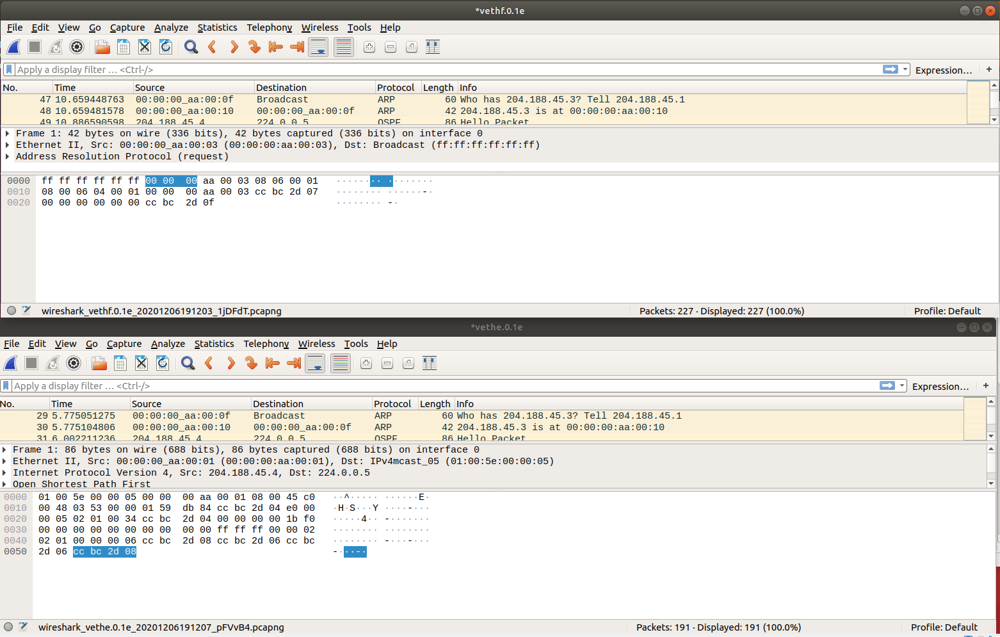 *vethf.0.1e
File Edit View Go Capture Analyze Statistics Telephony Wireless Tools Help
Apply a display filter ... <Ctrl-/> Expression... +
No. Time Source Destination Protocol Length Info
47 10.659448763 00:00:00_aa:00:0f Broadcast ARP 60 Who has 204.188.45.3? Tell 204.188.45.1
48 10.659481578 00:00:00_aa:00:10 00:00:00_aa:00:0f ARP 42 204.188.45.3 is at 00:00:00:aa:00:10
49 10.886590598 204.188.45.4 224.0.0.5 OSPF 86 Hello Packet
Frame 1: 42 bytes on wire (336 bits), 42 bytes captured (336 bits) on interface 0
Ethernet II, Src: 00:00:00_aa:00:03 (00:00:00:aa:00:03), Dst: Broadcast (ff:ff:ff:ff:ff:ff)
Address Resolution Protocol (request)
0000 ff ff ff ff ff ff 00 00 00 aa 00 03 08 06 00 01 ········ ········
0010 08 00 06 04 00 01 00 00 00 aa 00 03 cc bc 2d 07 ········ ······-·
0020 00 00 00 00 00 00 cc bc 2d 0f ········ -·
wireshark_vethf.0.1e_20201206191203_1jDFdT.pcapng Packets: 227 · Displayed: 227 (100.0%) Profile: Default
*vethe.0.1e
File Edit View Go Capture Analyze Statistics Telephony Wireless Tools Help
Apply a display filter ... <Ctrl-/> Expression... +
No. Time Source Destination Protocol Length Info
29 5.775051275 00:00:00_aa:00:0f Broadcast ARP 60 Who has 204.188.45.3? Tell 204.188.45.1
30 5.775104806 00:00:00_aa:00:10 00:00:00_aa:00:0f ARP 42 204.188.45.3 is at 00:00:00:aa:00:10
31 6.002211236 204.188.45.4 224.0.0.5 OSPF 86 Hello Packet
Frame 1: 86 bytes on wire (688 bits), 86 bytes captured (688 bits) on interface 0
Ethernet II, Src: 00:00:00_aa:00:01 (00:00:00:aa:00:01), Dst: IPv4mcast_05 (01:00:5e:00:00:05)
Internet Protocol Version 4, Src: 204.188.45.4, Dst: 224.0.0.5
Open Shortest Path First
0000 01 00 5e 00 00 05 00 00 00 aa 00 01 08 00 45 c0 ··^····· ······E·
0010 00 48 03 53 00 00 01 59 db 84 cc bc 2d 04 e0 00 ·H·S···Y ····-···
0020 00 05 02 01 00 34 cc bc 2d 04 00 00 00 00 1b f0 ·····4·· -·······
0030 00 00 00 00 00 00 00 00 00 00 ff ff ff 00 00 02 ········ ········
0040 02 01 00 00 00 06 cc bc 2d 08 cc bc 2d 06 cc bc ········ -···-···
0050 2d 06 cc bc 2d 08 -···-·
wireshark_vethe.0.1e_20201206191207_pFVvB4.pcapng Packets: 191 · Displayed: 191 (100.0%) Profile: Default